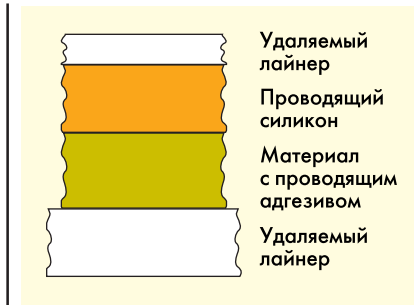 Удаляемый
лайнер
Проводящий
силикон
Материал
с проводящим
адгезивом
Удаляемый
лайнер